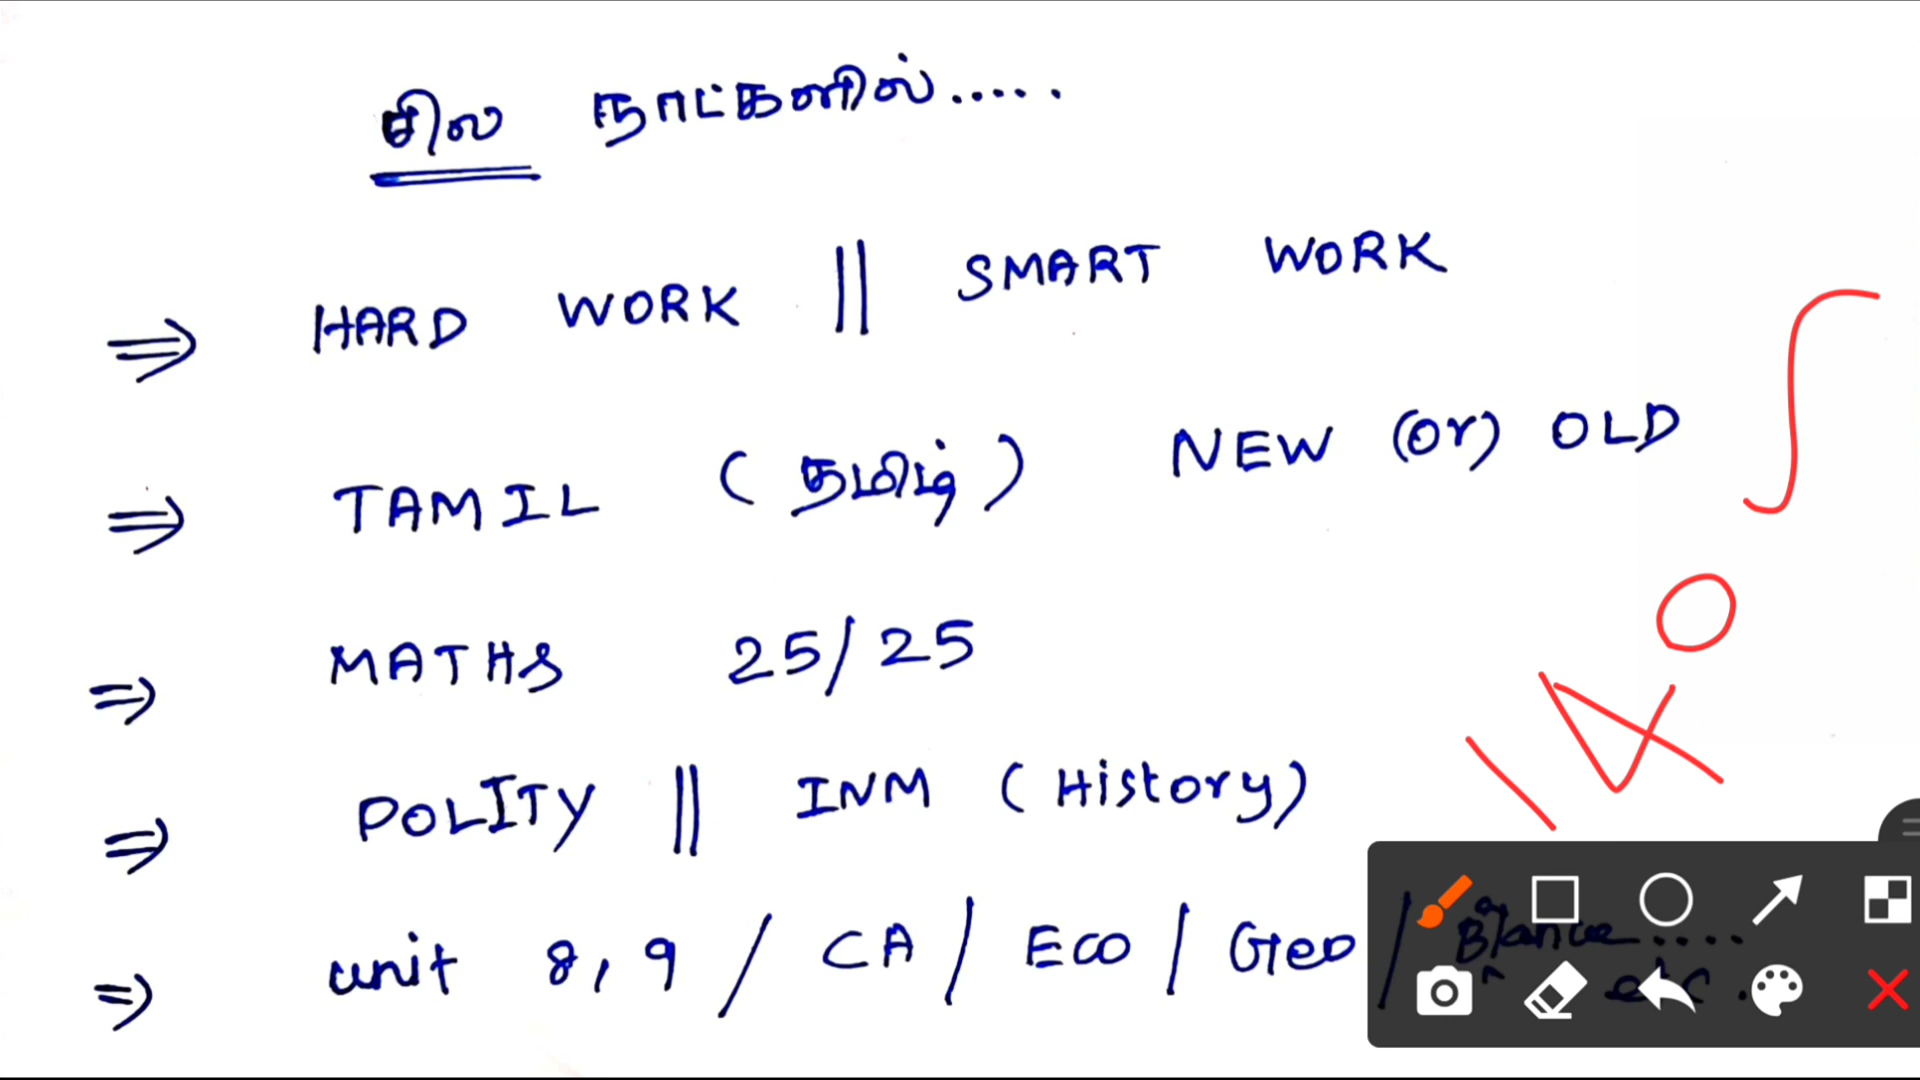 சில நாட்களில்.....
⇒ HARD WORK || SMART WORK
⇒ TAMIL (தமிழ்) NEW (or) OLD
⇒ MATHS 25/25
⇒ POLITY || INM (History)
140
⇒ unit 8, 9 / CA / Eco / Geo /